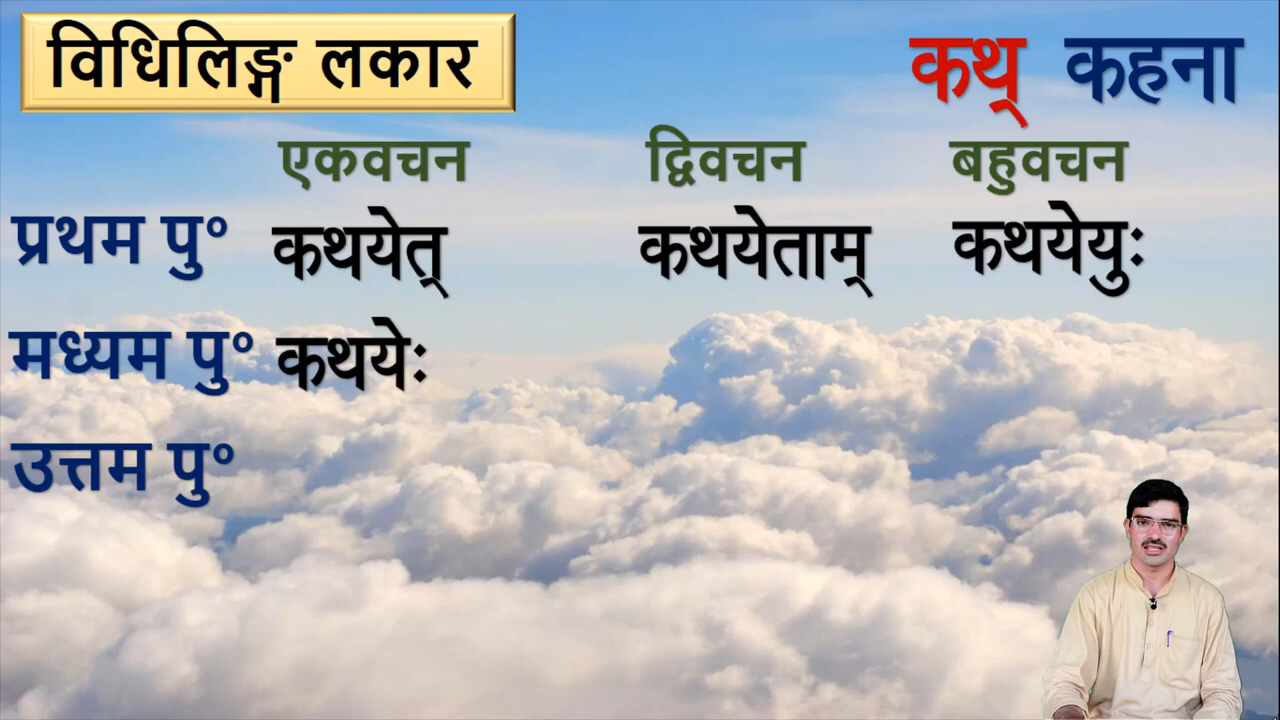 विधिलिङ्ग लकार
कथ् कहना
एकवचन द्विवचन बहुवचन
प्रथम पु॰ कथयेत् कथयेताम् कथयेयुः
मध्यम पु॰ कथयेः
उत्तम पु॰